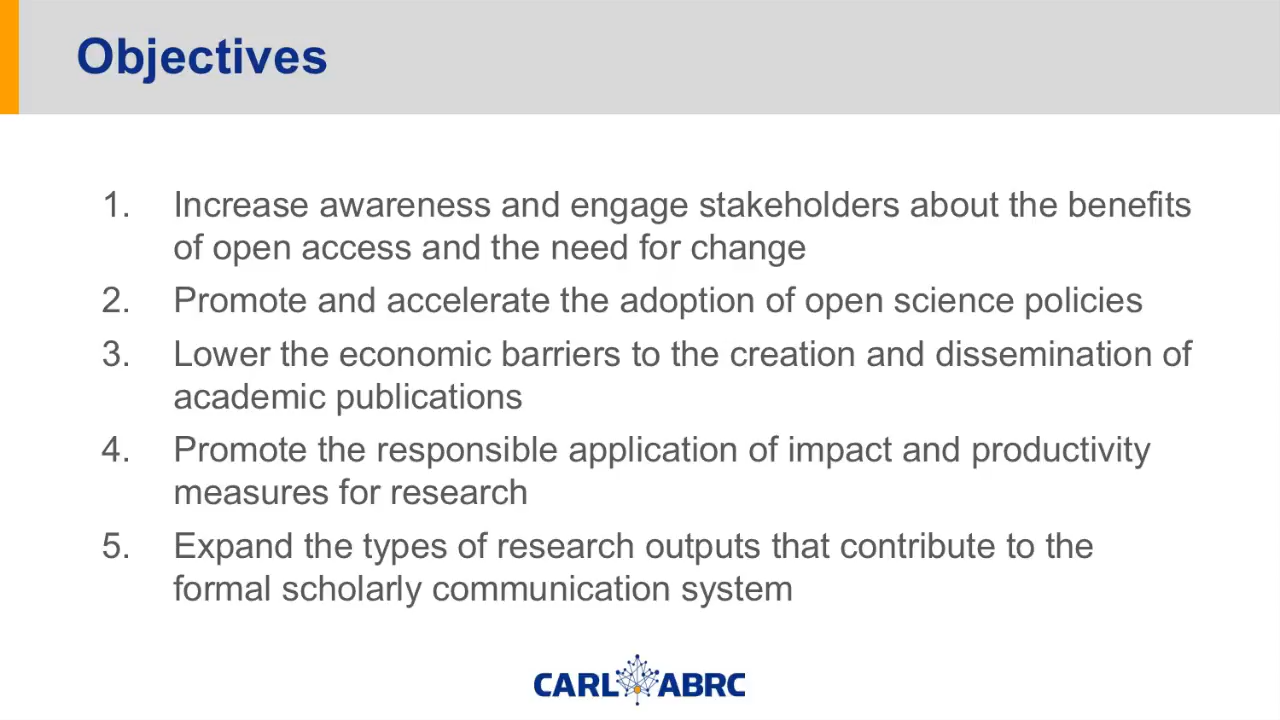 Objectives
1. Increase awareness and engage stakeholders about the benefits
of open access and the need for change
2. Promote and accelerate the adoption of open science policies
3. Lower the economic barriers to the creation and dissemination of
academic publications
4. Promote the responsible application of impact and productivity
measures for research
5. Expand the types of research outputs that contribute to the
formal scholarly communication system
CARL ABRC